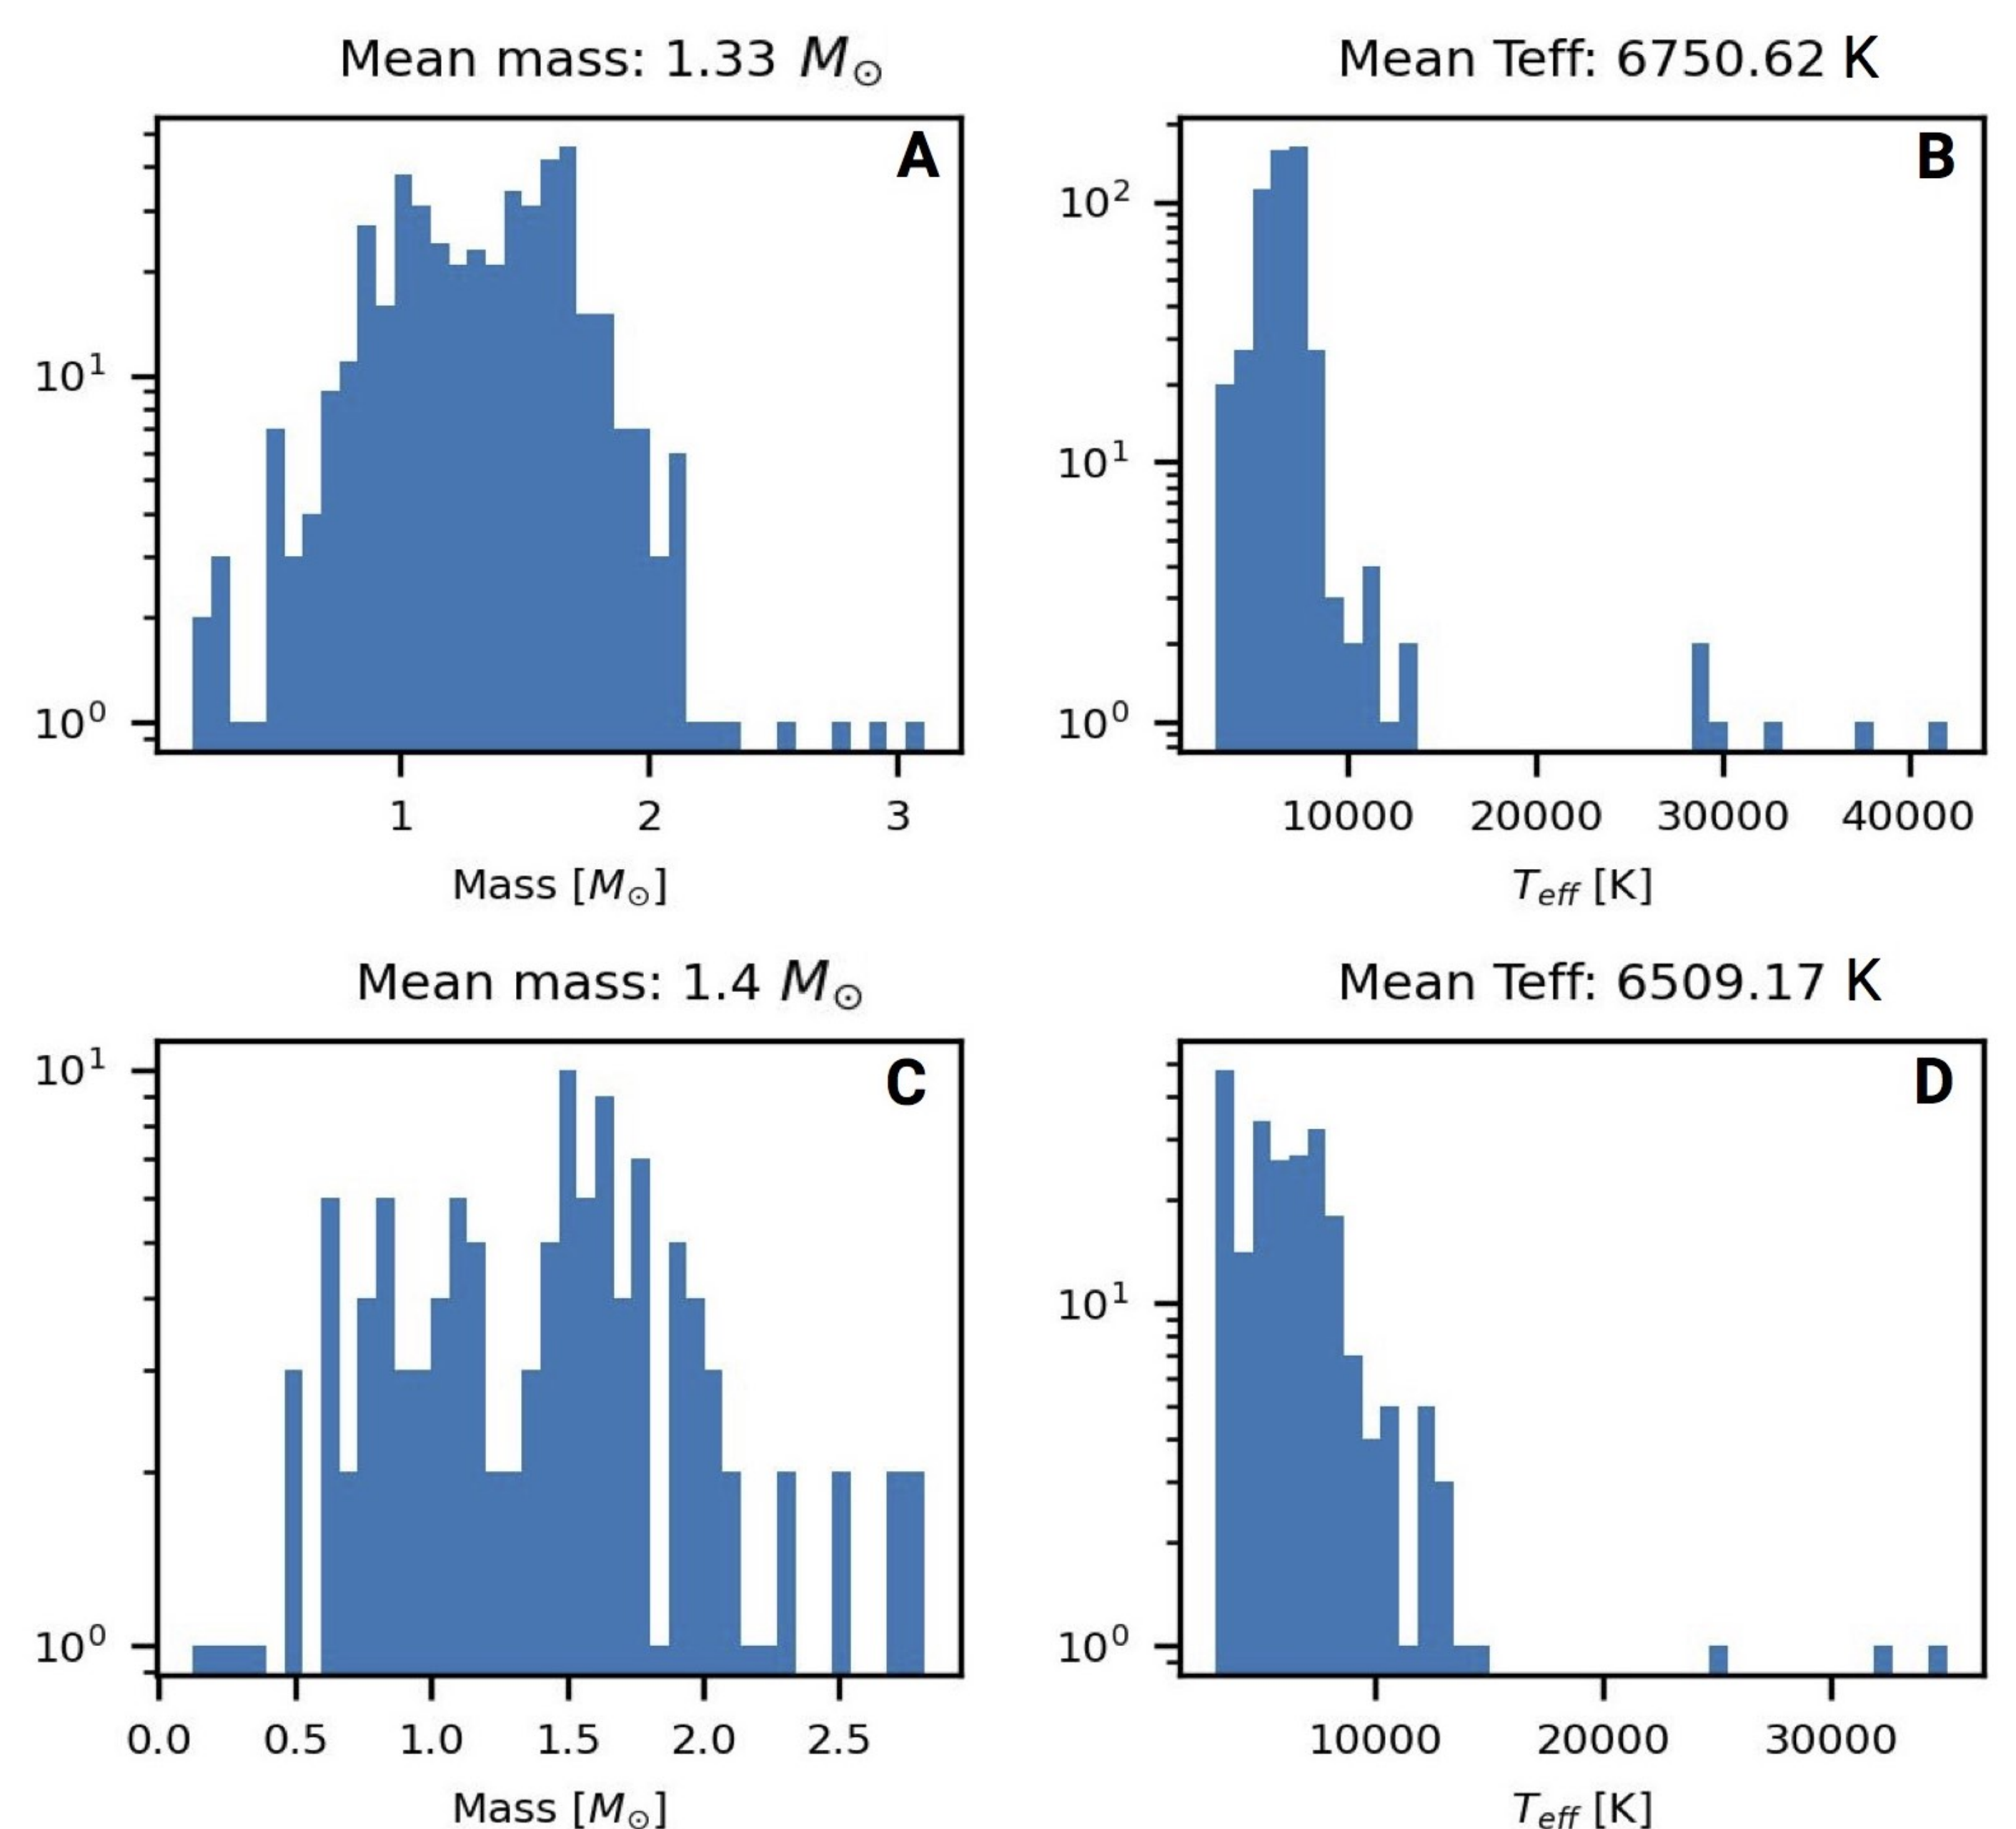 Mean mass: 1.33 M⊙
A
10¹
10⁰
1 2 3
Mass [M⊙]
Mean Teff: 6750.62 K
B
10²
10¹
10⁰
10000 20000 30000 40000
Teff [K]
Mean mass: 1.4 M⊙
C
10¹
10⁰
0.0 0.5 1.0 1.5 2.0 2.5
Mass [M⊙]
Mean Teff: 6509.17 K
D
10¹
10⁰
10000 20000 30000
Teff [K]